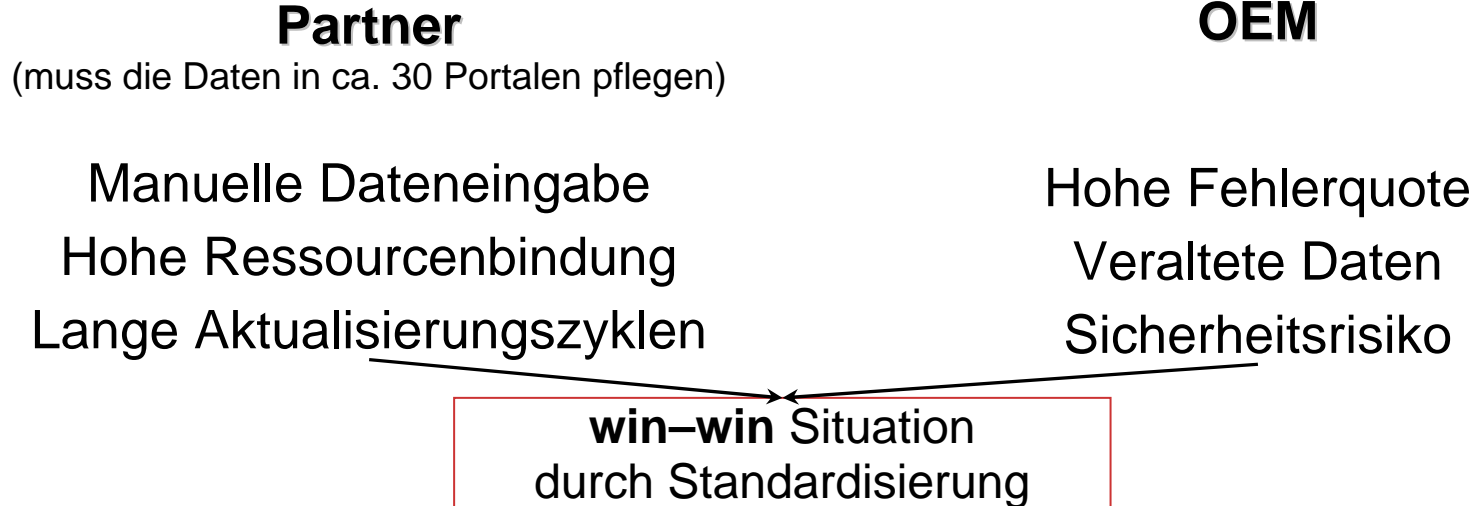 Partner
(muss die Daten in ca. 30 Portalen pflegen)
Manuelle Dateneingabe
Hohe Ressourcenbindung
Lange Aktualisierungszyklen
OEM
Hohe Fehlerquote
Veraltete Daten
Sicherheitsrisiko
win–win Situation
durch Standardisierung